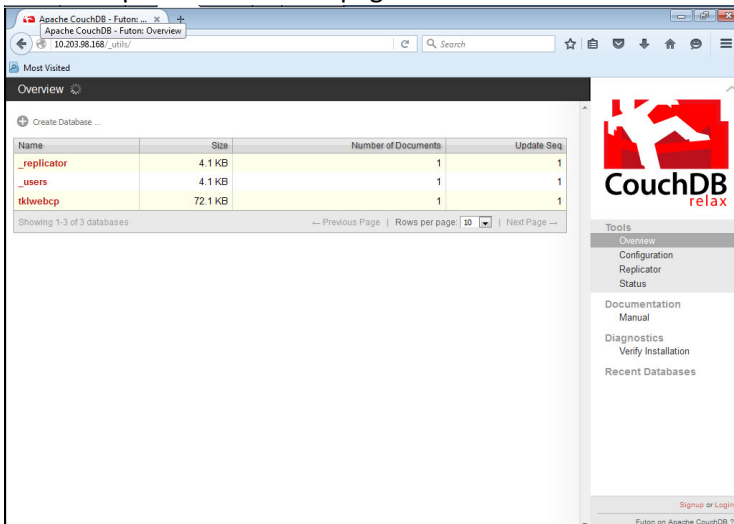 Apache CouchDB - Futon: ... × +
Apache CouchDB - Futon: Overview
10.203.98.168/_utils/
Search
Most Visited
Overview
Create Database ...
Name Size Number of Documents Update Seq
_replicator 4.1 KB 1 1
_users 4.1 KB 1 1
tklwebcp 72.1 KB 1 1
Showing 1-3 of 3 databases ← Previous Page | Rows per page: 10 | Next Page →
CouchDB
relax
Tools
Overview
Configuration
Replicator
Status
Documentation
Manual
Diagnostics
Verify Installation
Recent Databases
Signup or Login
Futon on Apache CouchDB